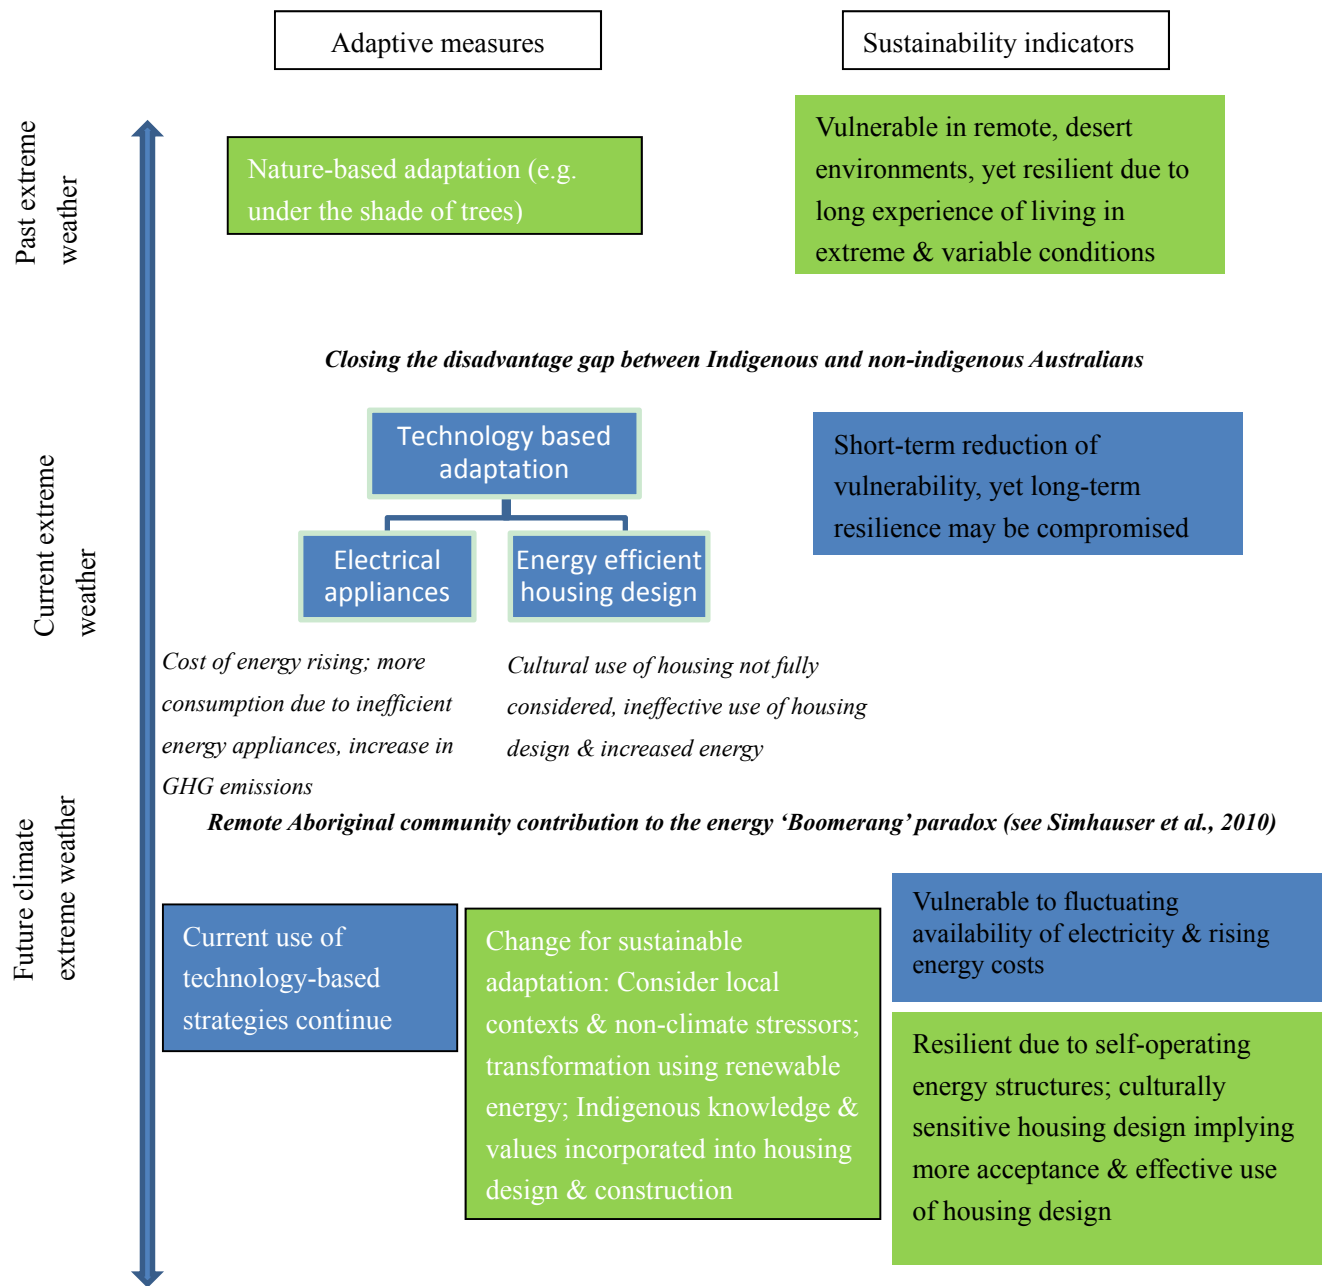 Adaptive measures
Sustainability indicators
Past extreme
weather
Nature-based adaptation (e.g.
under the shade of trees)
Vulnerable in remote, desert
environments, yet resilient due to
long experience of living in
extreme & variable conditions
Closing the disadvantage gap between Indigenous and non-indigenous Australians
Current extreme
weather
Technology based
adaptation
Electrical
appliances
Energy efficient
housing design
Short-term reduction of
vulnerability, yet long-term
resilience may be compromised
Cost of energy rising; more
consumption due to inefficient
energy appliances, increase in
GHG emissions
Cultural use of housing not fully
considered, ineffective use of housing
design & increased energy
Remote Aboriginal community contribution to the energy ‘Boomerang’ paradox (see Simhauser et al., 2010)
Future climate
extreme weather
Current use of
technology-based
strategies continue
Change for sustainable
adaptation: Consider local
contexts & non-climate stressors;
transformation using renewable
energy; Indigenous knowledge &
values incorporated into housing
design & construction
Vulnerable to fluctuating
availability of electricity & rising
energy costs
Resilient due to self-operating
energy structures; culturally
sensitive housing design implying
more acceptance & effective use
of housing design